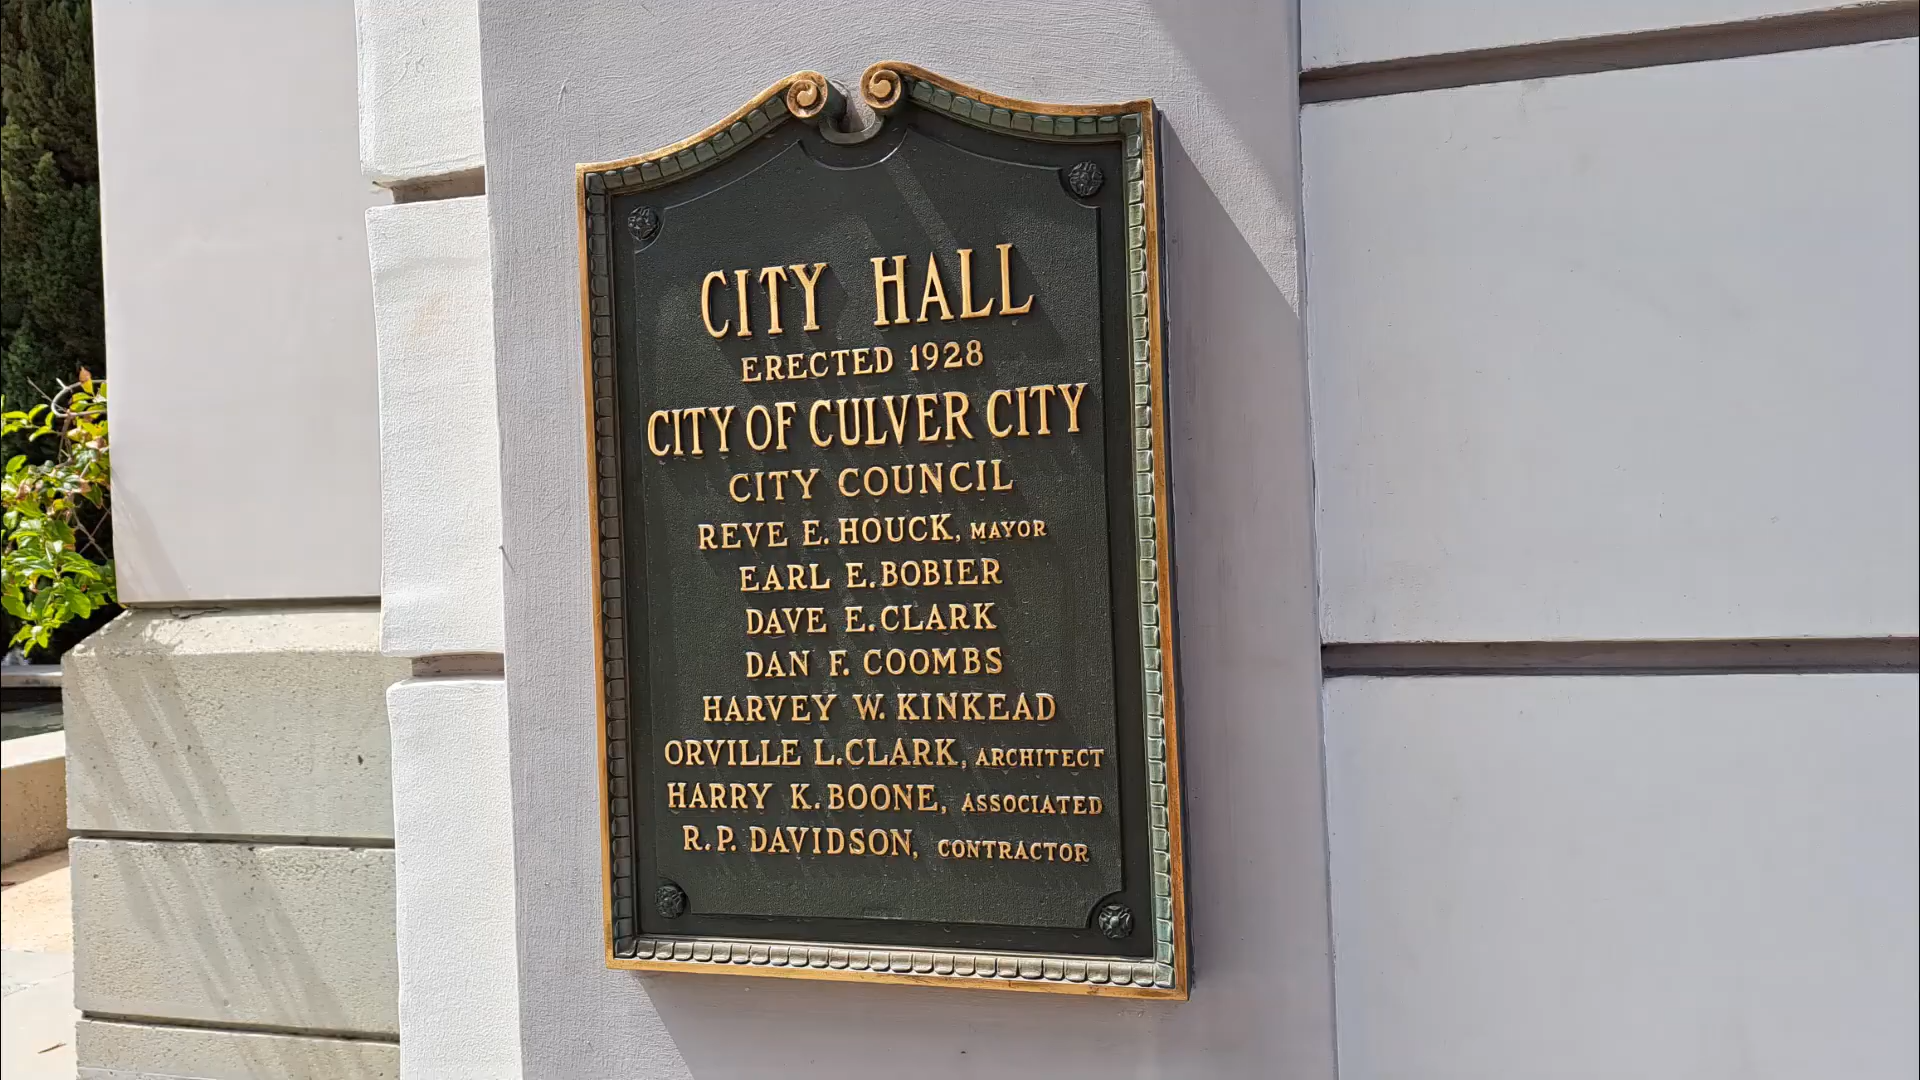 CITY HALL
ERECTED 1928
CITY OF CULVER CITY
CITY COUNCIL
REVE E. HOUCK, MAYOR
EARL E. BOBIER
DAVE E. CLARK
DAN F. COOMBS
HARVEY W. KINKEAD
ORVILLE L. CLARK, ARCHITECT
HARRY K. BOONE, ASSOCIATED
R. P. DAVIDSON, CONTRACTOR